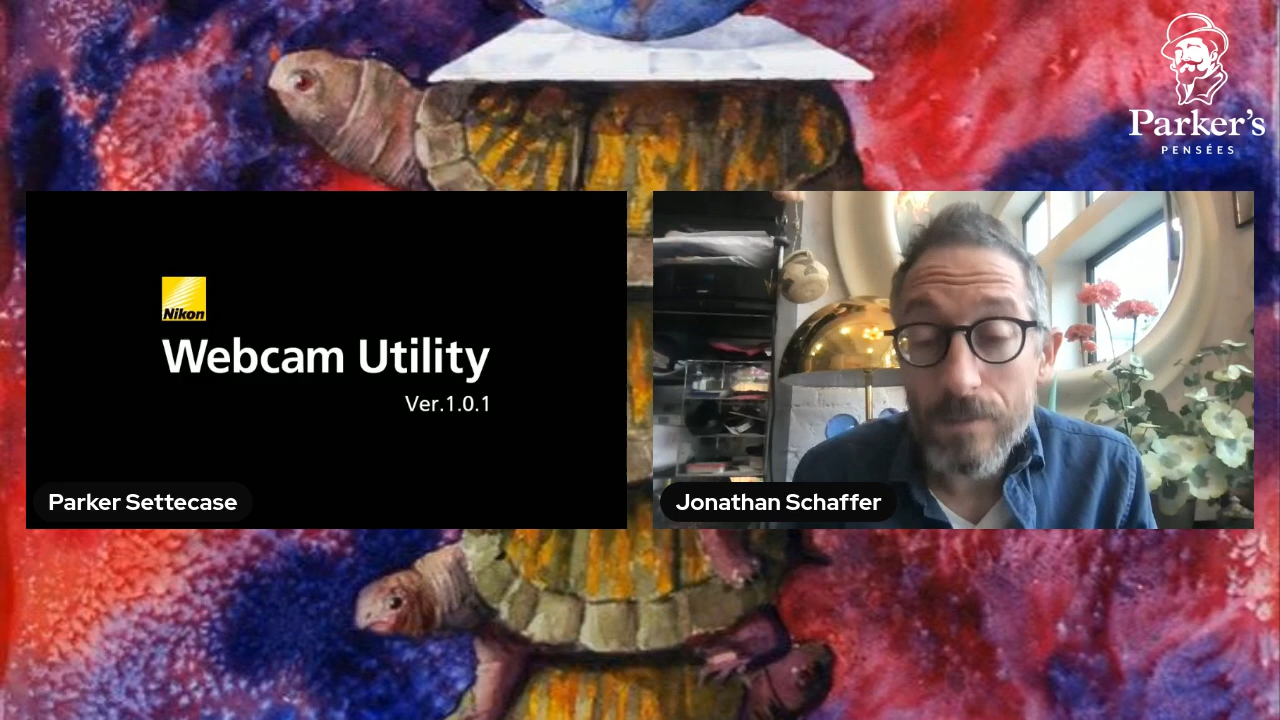 Parker's
PENSÉES
Nikon
Webcam Utility
Ver.1.0.1
Parker Settecase
Jonathan Schaffer